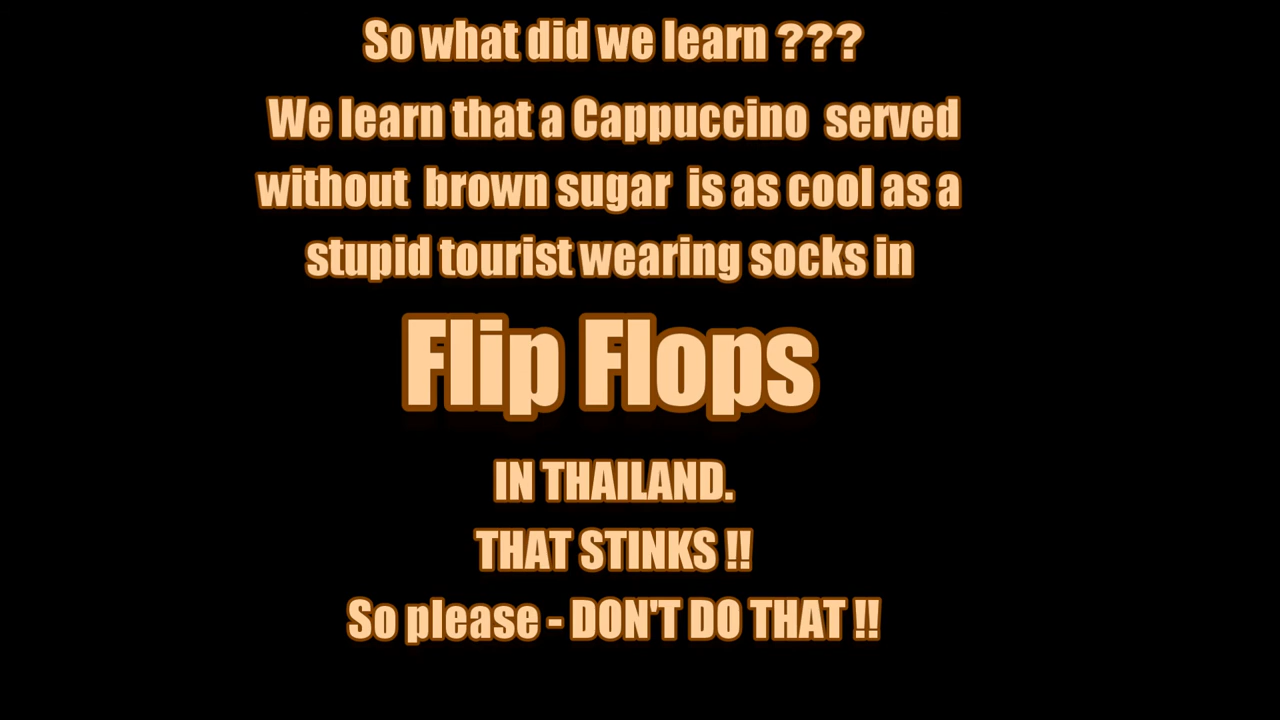 So what did we learn ???
We learn that a Cappuccino  served
without  brown sugar  is as cool as a
stupid tourist wearing socks in
Flip Flops
IN THAILAND.
THAT STINKS !!
So please - DON'T DO THAT !!